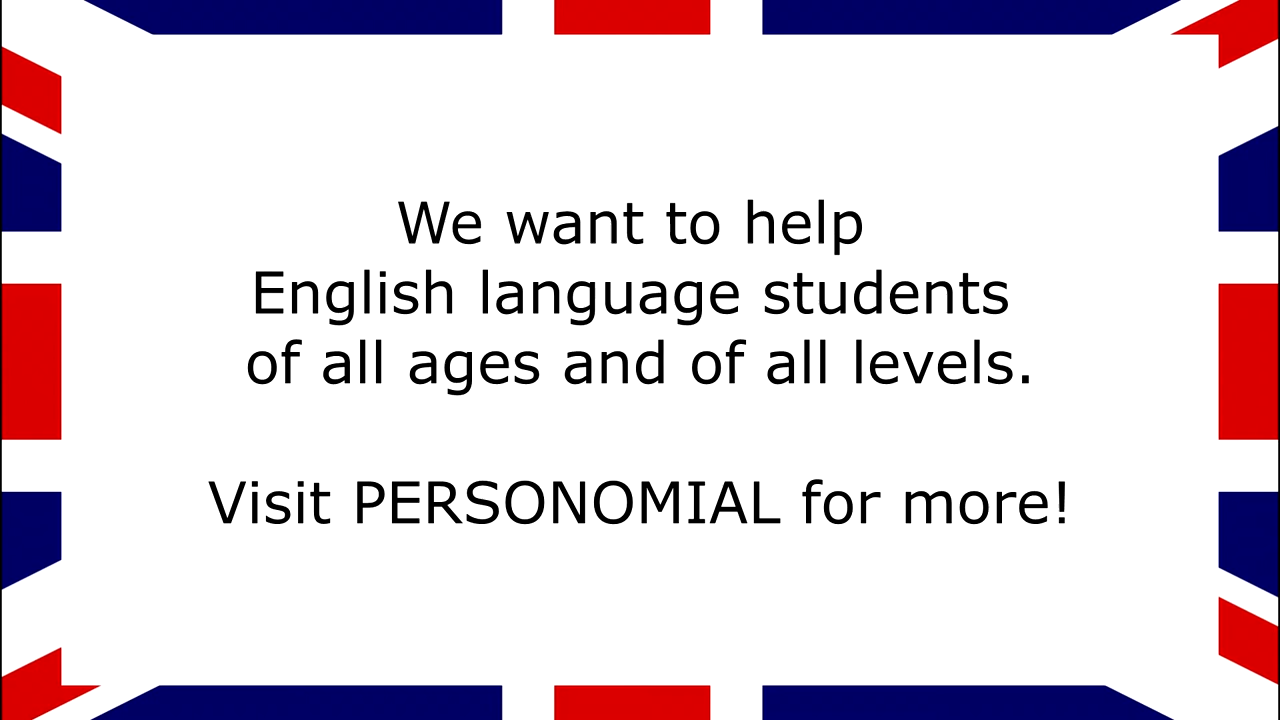 We want to help
English language students
of all ages and of all levels.
Visit PERSONOMIAL for more!